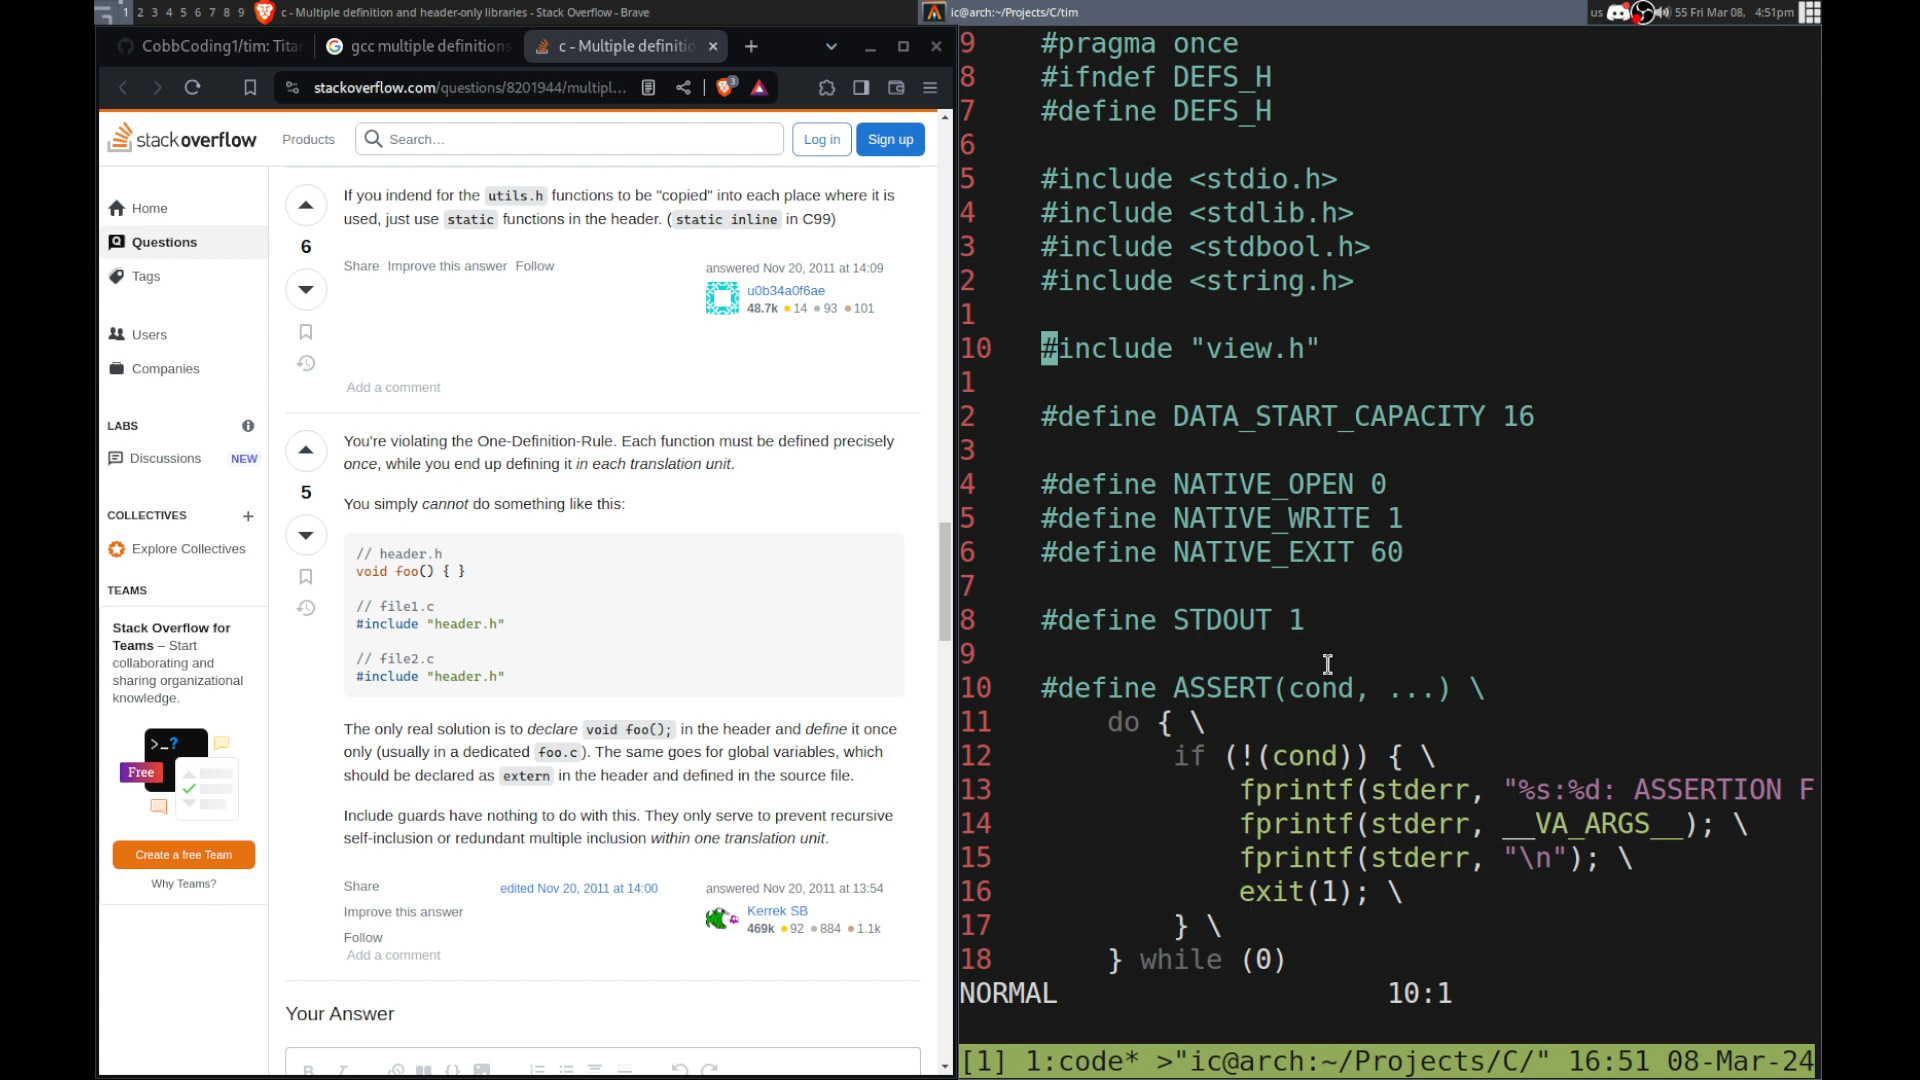 1 2 3 4 5 6 7 8 9 c - Multiple definition and header-only libraries - Stack Overflow - Brave
ic@arch:~/Projects/C/tim
us 55 Fri Mar 08, 4:51pm
CobbCoding1/tim: Titan
gcc multiple definitions
c - Multiple definitio
stackoverflow.com/questions/8201944/multipl...
3
stackoverflow
Products
Search...
Log in
Sign up
Home
Questions
Tags
Users
Companies
LABS
Discussions NEW
COLLECTIVES
Explore Collectives
TEAMS
Stack Overflow for
Teams – Start
collaborating and
sharing organizational
knowledge.
>_?
Free
Create a free Team
Why Teams?
If you indend for the utils.h functions to be "copied" into each place where it is
used, just use static functions in the header. ( static inline in C99)
6
Share Improve this answer Follow
answered Nov 20, 2011 at 14:09
u0b34a0f6ae
48.7k 14 93 101
Add a comment
You're violating the One-Definition-Rule. Each function must be defined precisely
once, while you end up defining it in each translation unit.
5
You simply cannot do something like this:
// header.h
void foo() { }
// file1.c
#include "header.h"
// file2.c
#include "header.h"
The only real solution is to declare void foo(); in the header and define it once
only (usually in a dedicated foo.c ). The same goes for global variables, which
should be declared as extern in the header and defined in the source file.
Include guards have nothing to do with this. They only serve to prevent recursive
self-inclusion or redundant multiple inclusion within one translation unit.
Share
Improve this answer
Follow
edited Nov 20, 2011 at 14:00
answered Nov 20, 2011 at 13:54
Kerrek SB
469k 92 884 1.1k
Add a comment
Your Answer
B I
9 #pragma once
8 #ifndef DEFS_H
7 #define DEFS_H
6
5 #include <stdio.h>
4 #include <stdlib.h>
3 #include <stdbool.h>
2 #include <string.h>
1
10 #include "view.h"
1
2 #define DATA_START_CAPACITY 16
3
4 #define NATIVE_OPEN 0
5 #define NATIVE_WRITE 1
6 #define NATIVE_EXIT 60
7
8 #define STDOUT 1
9
10 #define ASSERT(cond, ...) \
11 do { \
12 if (!(cond)) { \
13 fprintf(stderr, "%s:%d: ASSERTION F
14 fprintf(stderr, __VA_ARGS__); \
15 fprintf(stderr, "\n"); \
16 exit(1); \
17 } \
18 } while (0)
NORMAL 10:1
[1] 1:code* >"ic@arch:~/Projects/C/" 16:51 08-Mar-24